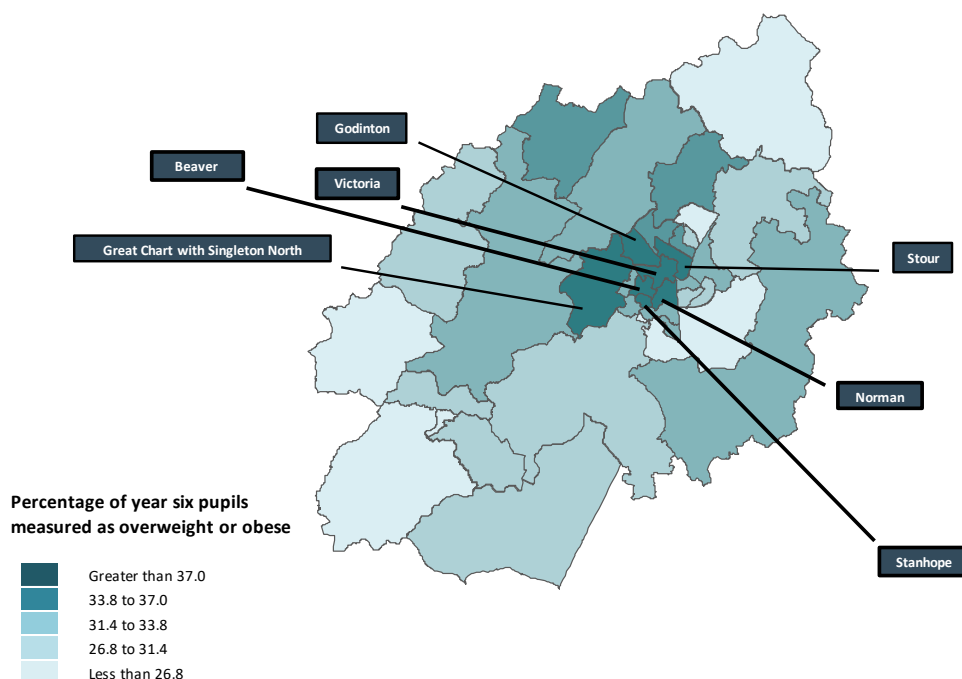 Godinton
Beaver
Victoria
Great Chart with Singleton North
Stour
Norman
Stanhope
Percentage of year six pupils
measured as overweight or obese
Greater than 37.0
33.8 to 37.0
31.4 to 33.8
26.8 to 31.4
Less than 26.8